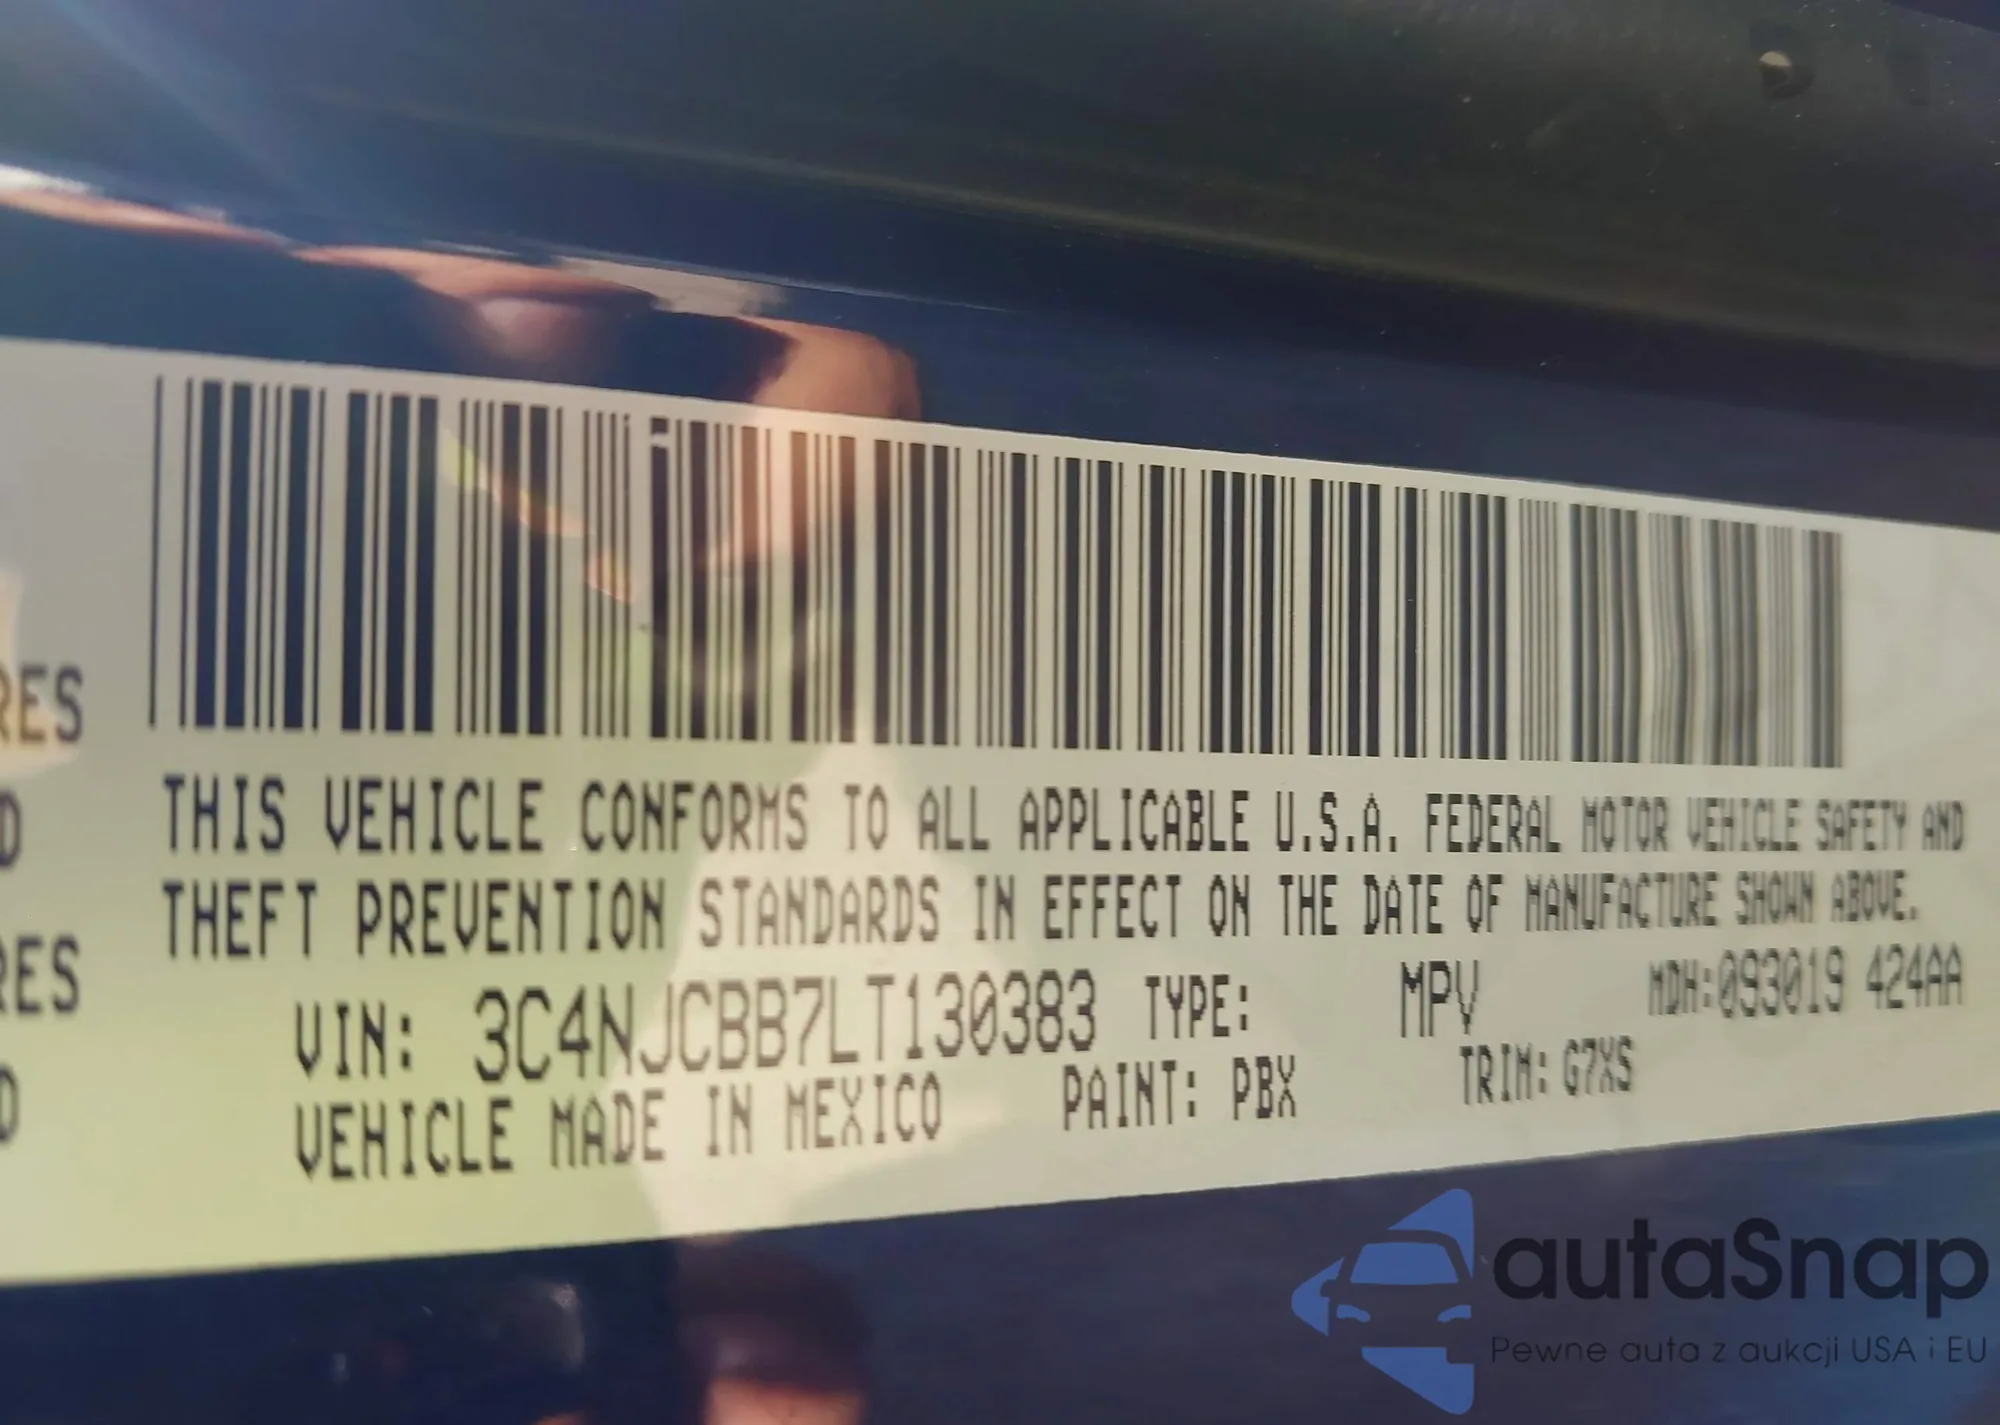 THIS VEHICLE CONFORMS TO ALL APPLICABLE U.S.A. FEDERAL MOTOR VEHICLE SAFETY AND
THEFT PREVENTION STANDARDS IN EFFECT ON THE DATE OF MANUFACTURE SHOWN ABOVE.
VIN: 3C4NJCBB7LT130383 TYPE: MPV MDH:093019 424AA
VEHICLE MADE IN MEXICO PAINT: PBX TRIM: G7XS
RES
D
RES
D
autaSnap
Pewne auta z aukcji USA i EU